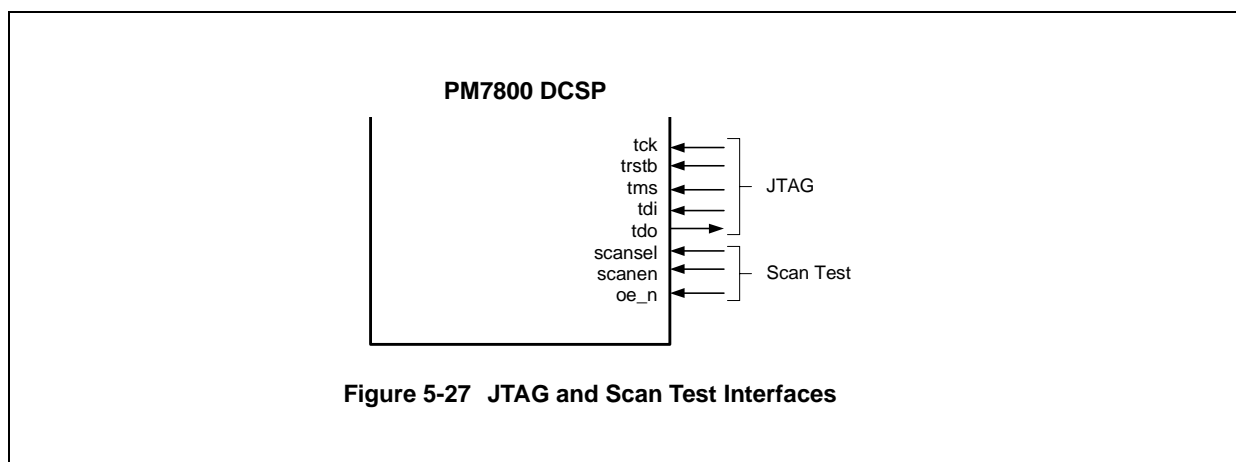 PM7800 DCSP
tck
trstb
tms
tdi
tdo
JTAG
scansel
scanen
oe_n
Scan Test
Figure 5-27 JTAG and Scan Test Interfaces